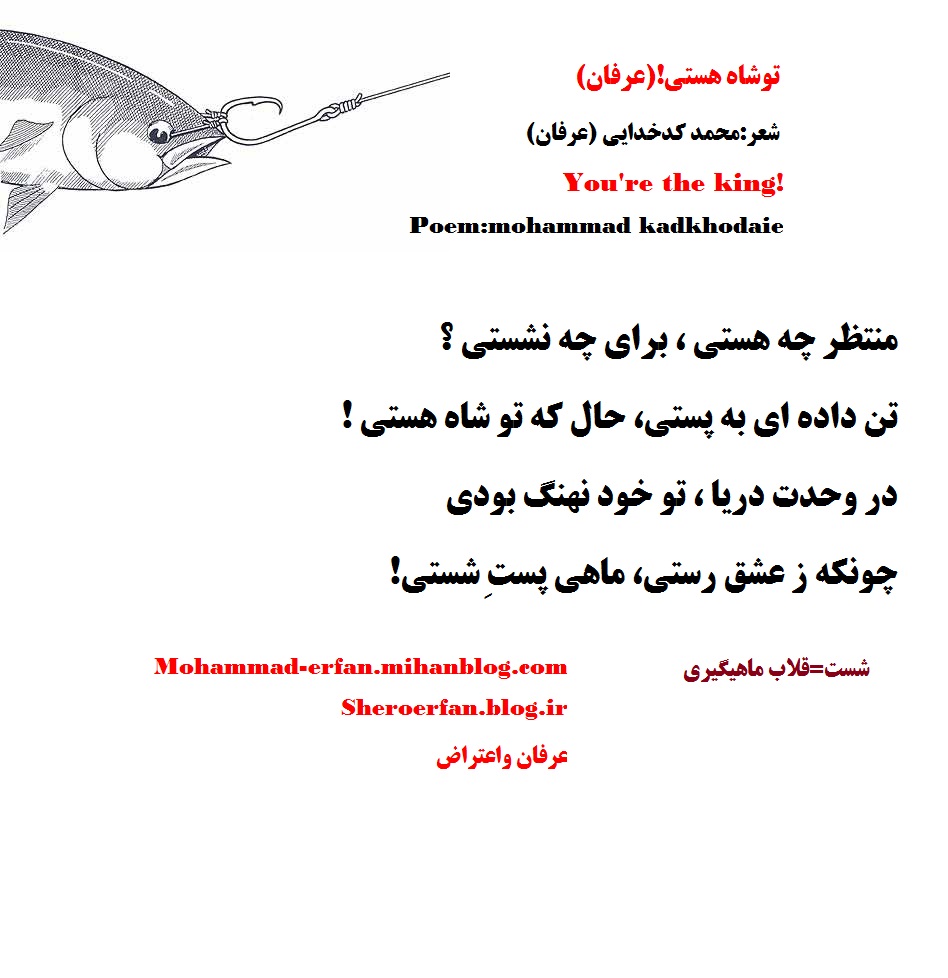 توشاه هستی!(عرفان)
شعر:محمد کدخدایی (عرفان)
You're the king!
Poem:mohammad kadkhodaie
منتظر چه هستی ، برای چه نشستی ؟
تن داده ای به پستی، حال که تو شاه هستی !
در وحدت دریا ، تو خود نهنگ بودی
چونکه ز عشق رستی، ماهی پستِ شستی!
شست=قلاب ماهیگیری
Mohammad-erfan.mihanblog.com
Sheroerfan.blog.ir
عرفان واعتراض